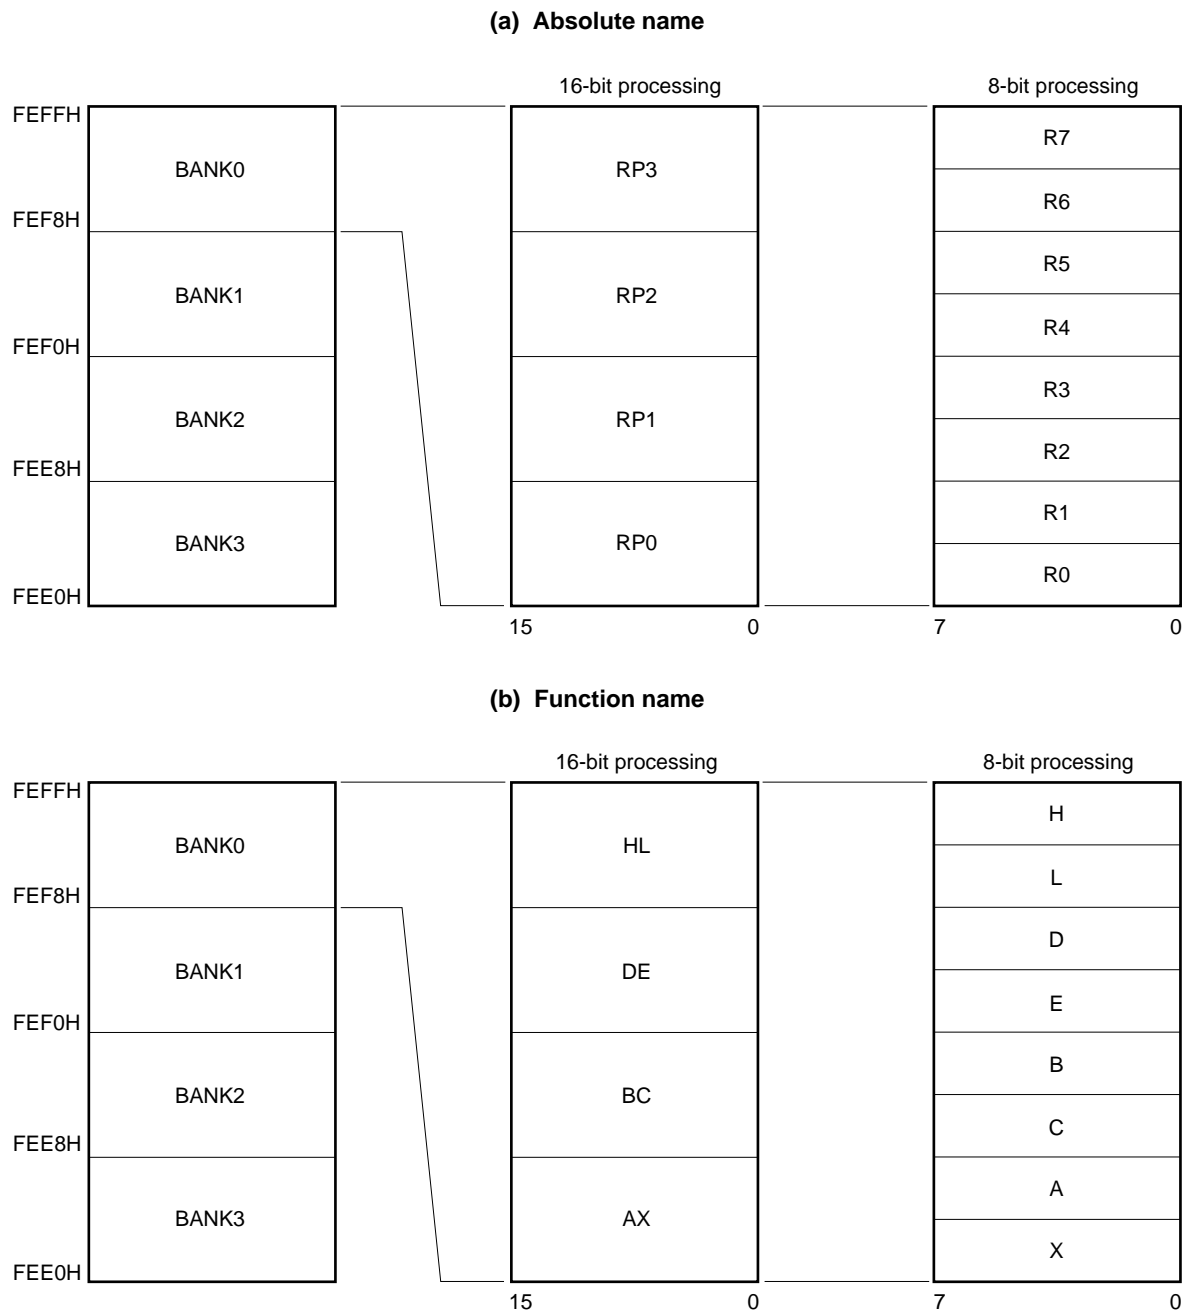 (a) Absolute name
16-bit processing
8-bit processing
FEFFH
BANK0
RP3
R7
R6
FEF8H
BANK1
RP2
R5
R4
FEF0H
BANK2
RP1
R3
R2
FEE8H
BANK3
RP0
R1
R0
FEE0H
15 0
7 0
(b) Function name
16-bit processing
8-bit processing
FEFFH
BANK0
HL
H
L
FEF8H
BANK1
DE
D
E
FEF0H
BANK2
BC
B
C
FEE8H
BANK3
AX
A
X
FEE0H
15 0
7 0